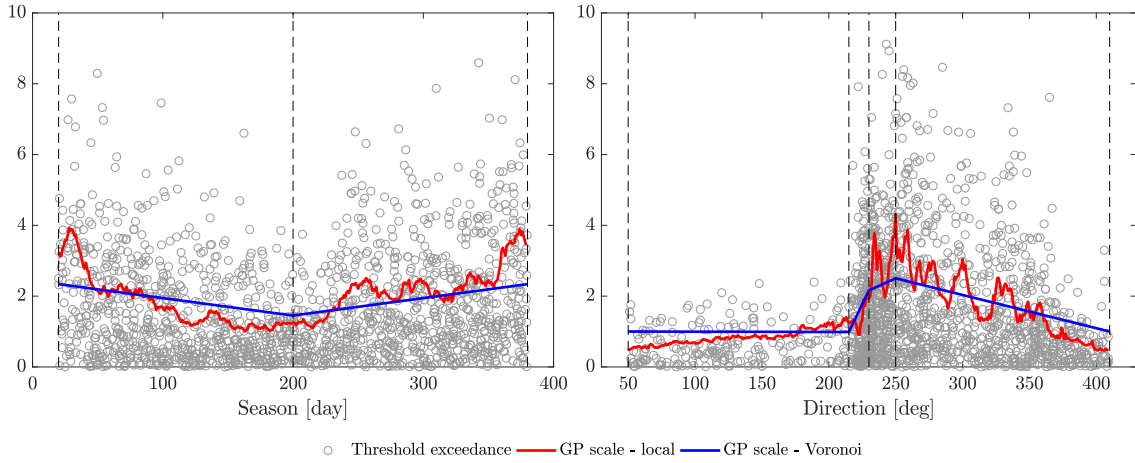 10
8
6
4
2
0
0 100 200 300 400
Season [day]
10
8
6
4
2
0
50 100 150 200 250 300 350 400
Direction [deg]
Threshold exceedance GP scale - local GP scale - Voronoi